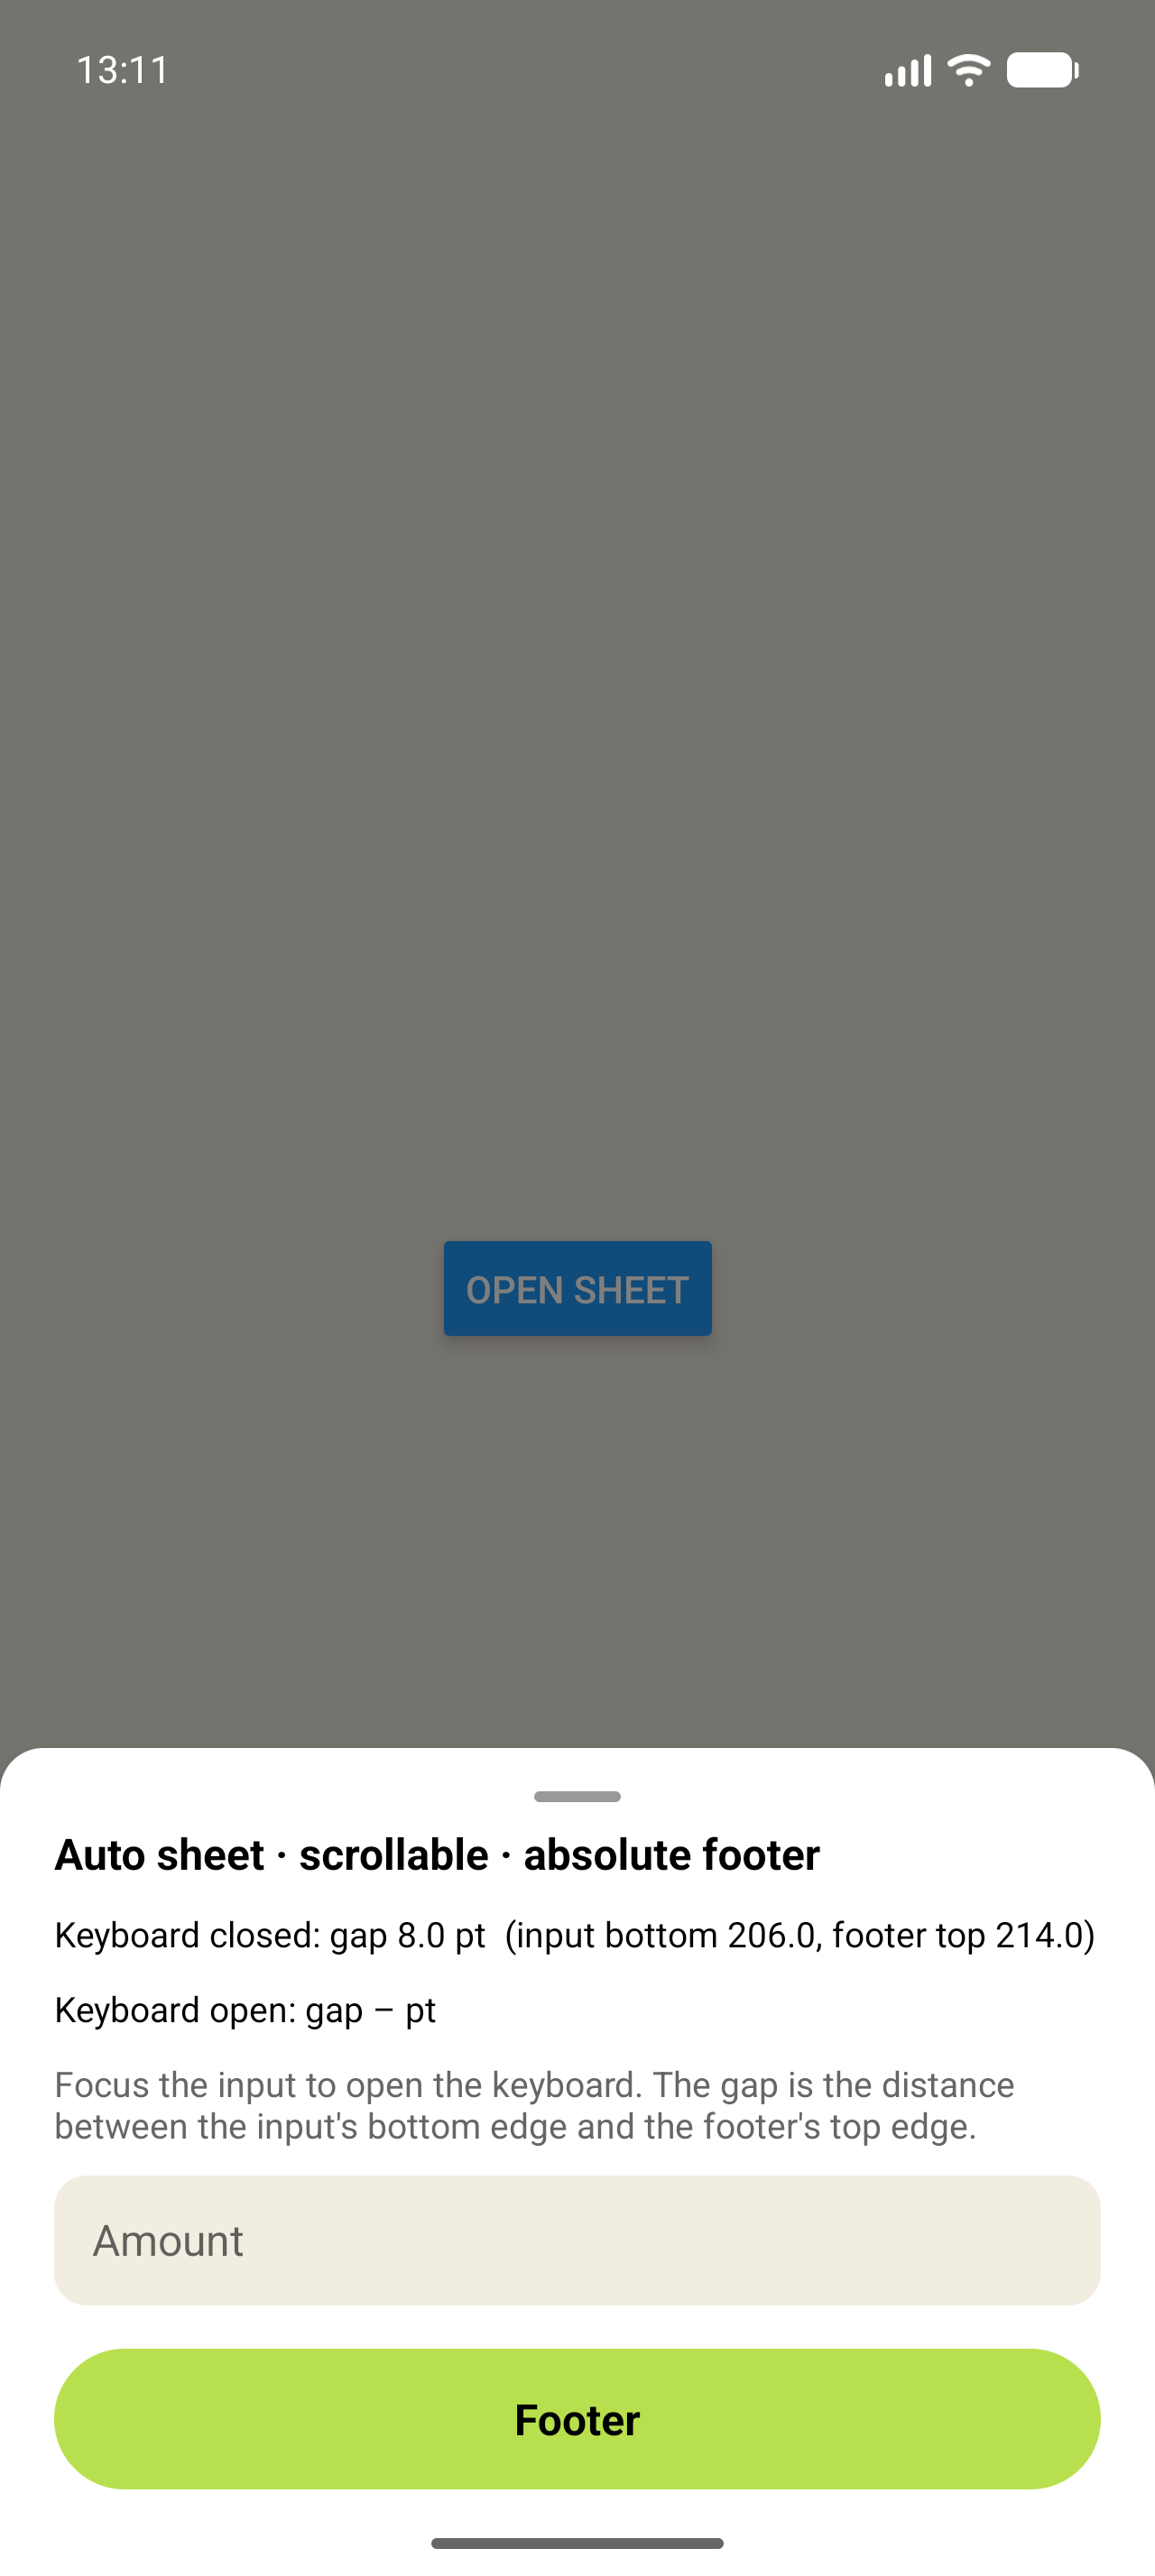 13:11
OPEN SHEET
Auto sheet · scrollable · absolute footer
Keyboard closed: gap 8.0 pt  (input bottom 206.0, footer top 214.0)
Keyboard open: gap – pt
Focus the input to open the keyboard. The gap is the distance
between the input's bottom edge and the footer's top edge.
Amount
Footer